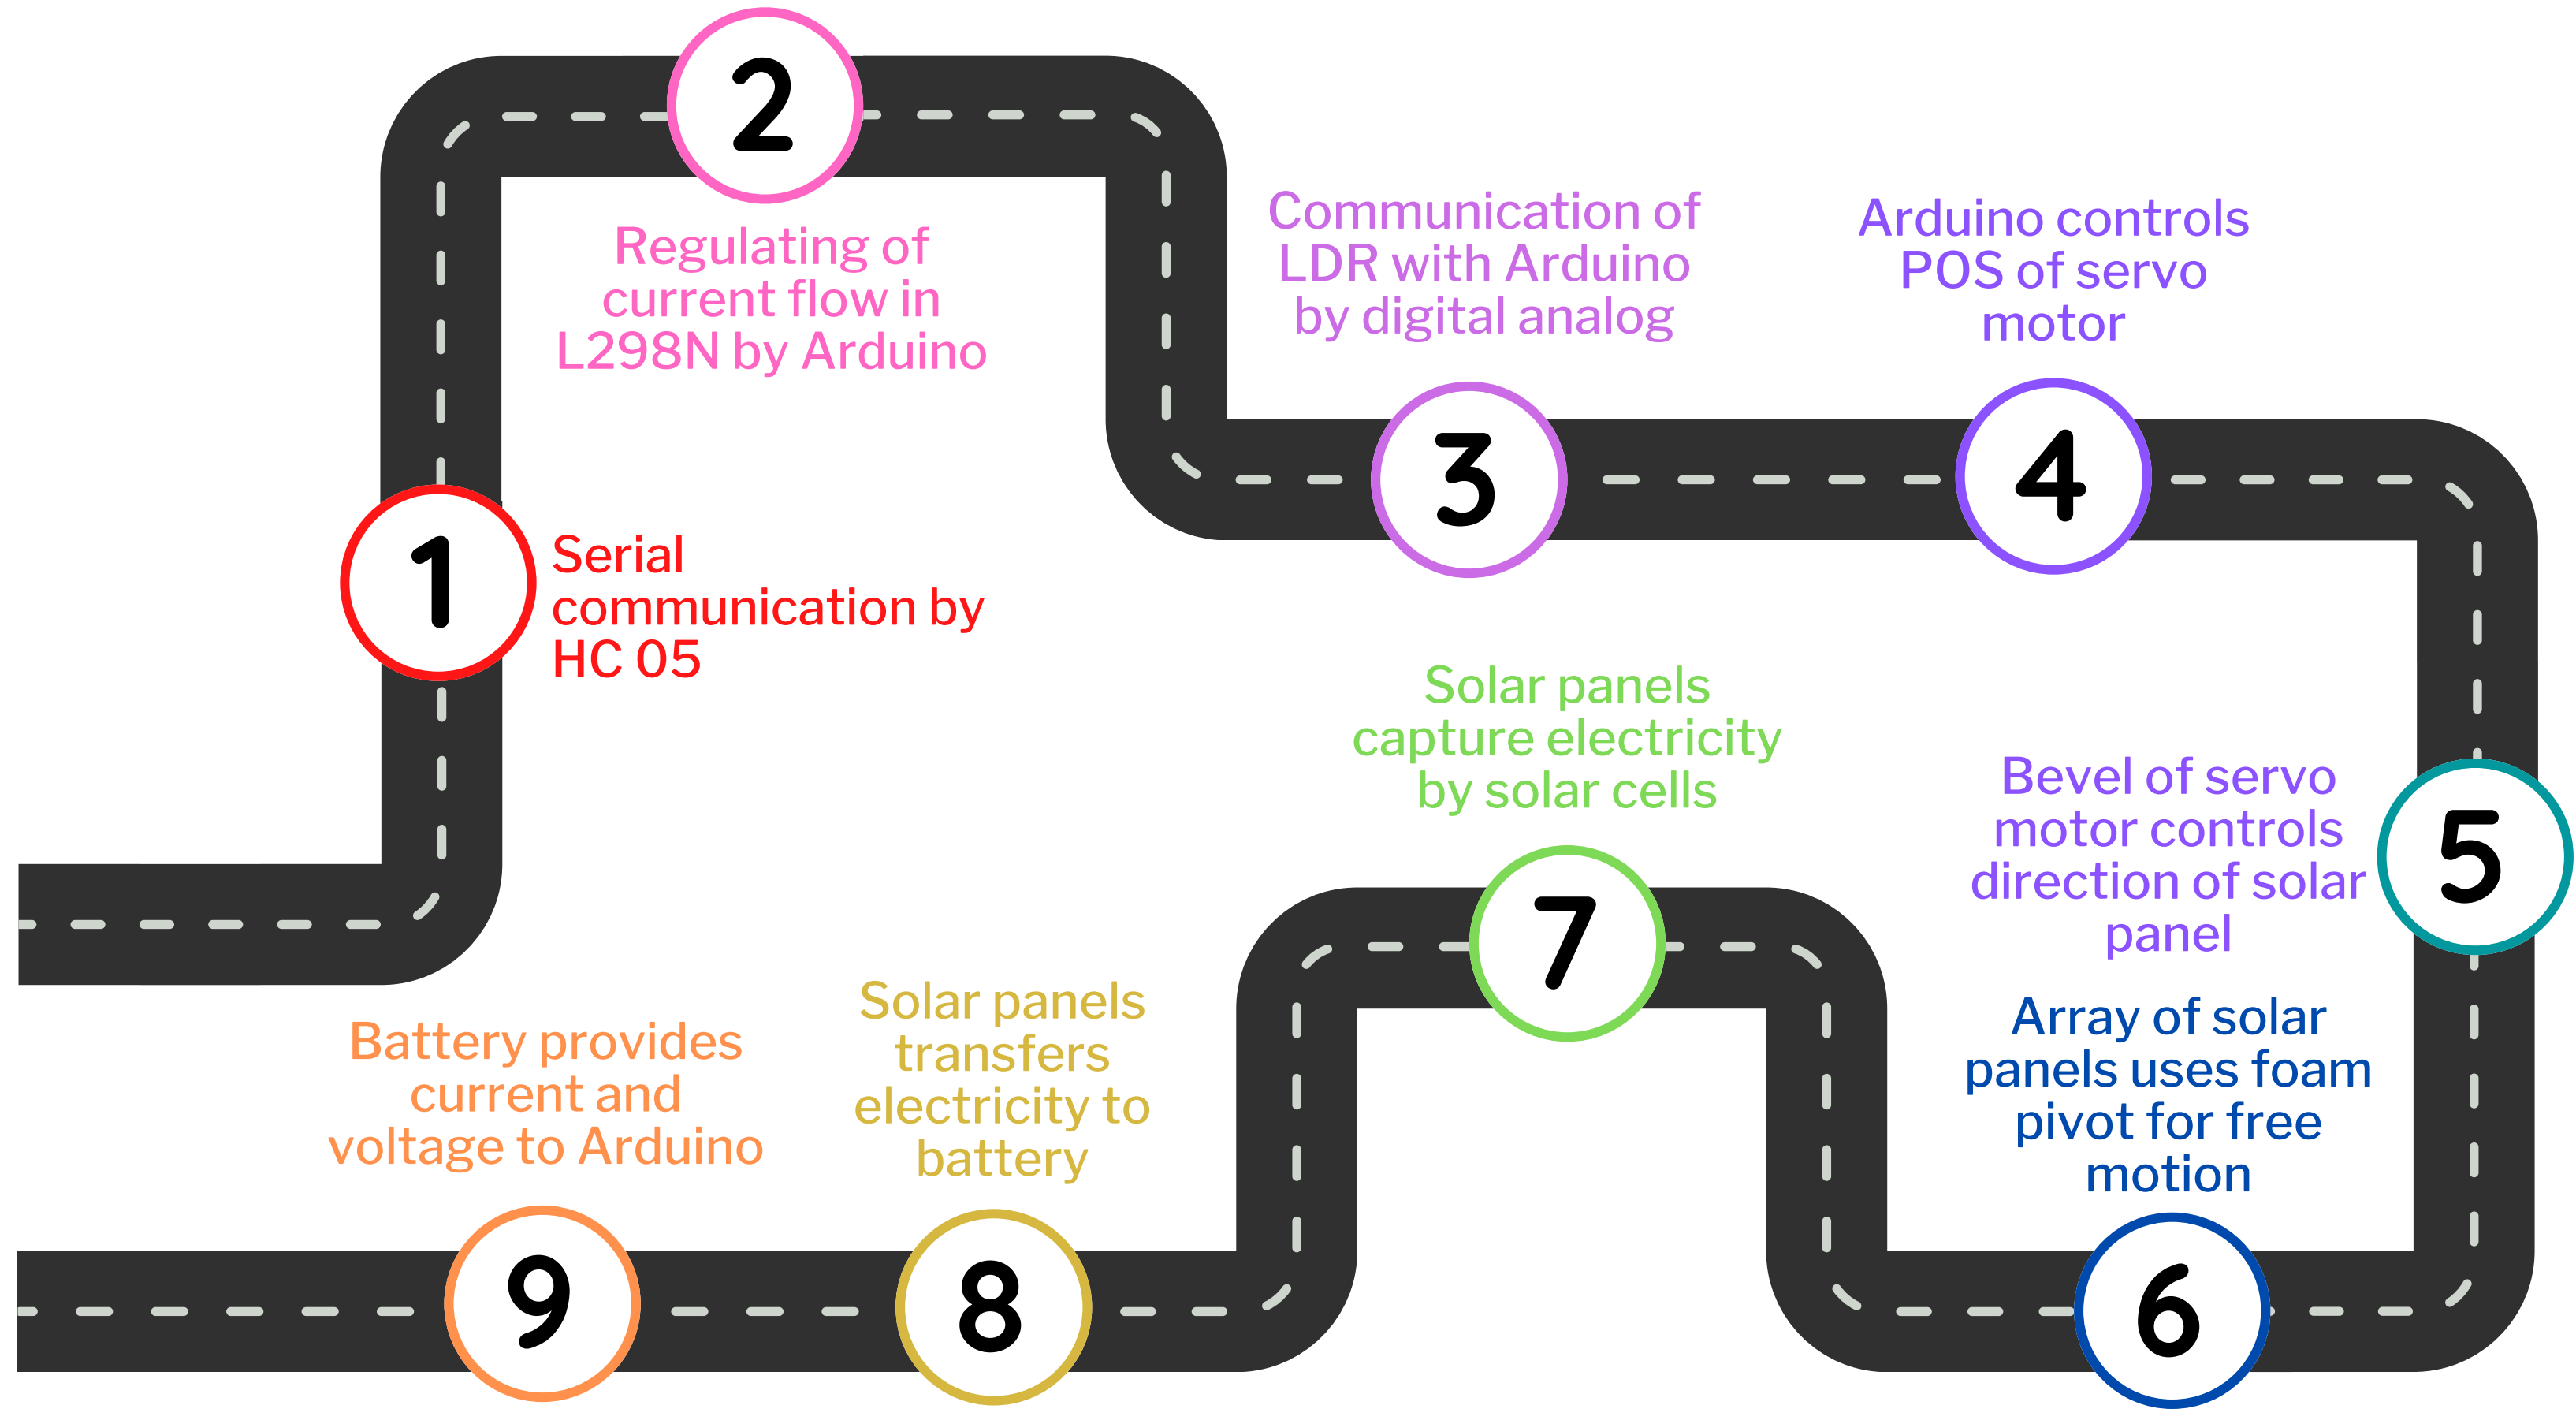 1
Serial
communication by
HC 05
2
Regulating of
current flow in
L298N by Arduino
Communication of
LDR with Arduino
by digital analog
3
Arduino controls
POS of servo
motor
4
Bevel of servo
motor controls
direction of solar
panel
5
Array of solar
panels uses foam
pivot for free
motion
6
Solar panels
capture electricity
by solar cells
7
Solar panels
transfers
electricity to
battery
8
Battery provides
current and
voltage to Arduino
9